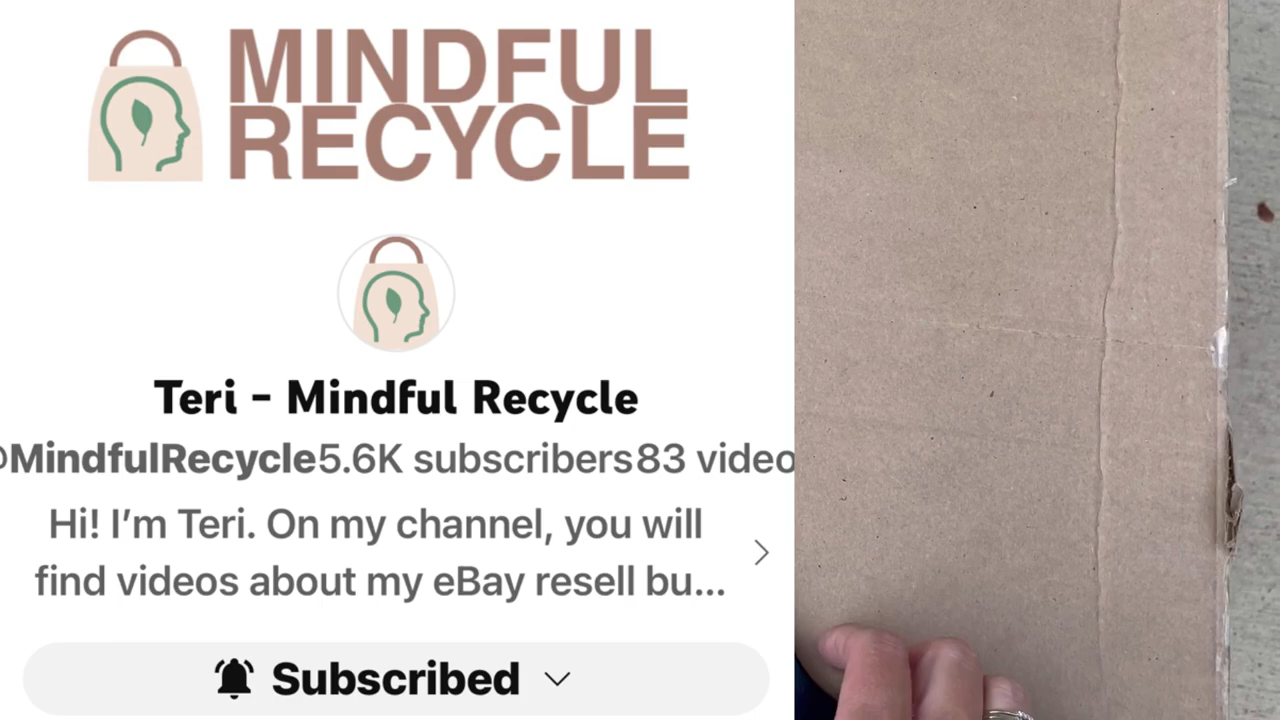 MINDFUL
RECYCLE
Teri - Mindful Recycle
@MindfulRecycle5.6K subscribers83 video
Hi! I'm Teri. On my channel, you will
find videos about my eBay resell bu...
Subscribed